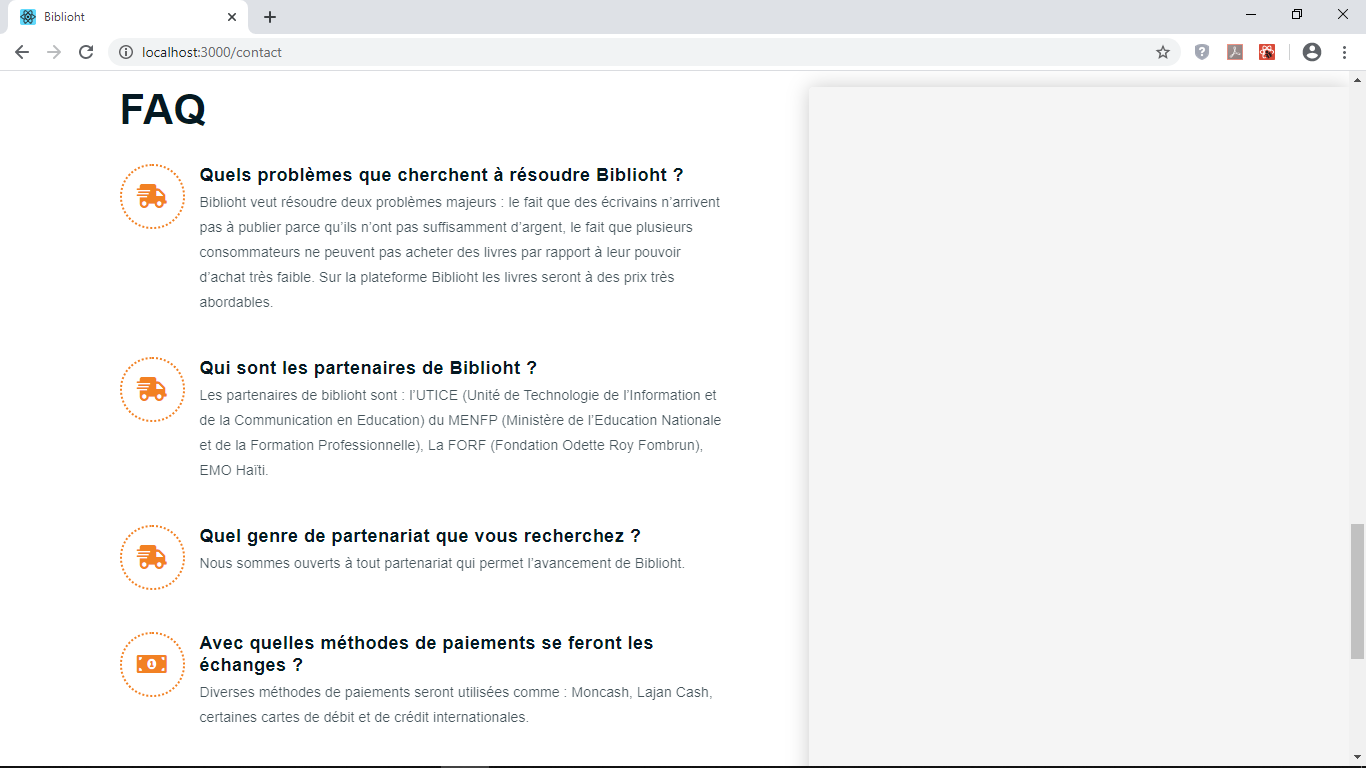 Biblioht
localhost:3000/contact
FAQ
Quels problèmes que cherchent à résoudre Biblioht ?
Biblioht veut résoudre deux problèmes majeurs : le fait que des écrivains n’arrivent
pas à publier parce qu’ils n’ont pas suffisamment d’argent, le fait que plusieurs
consommateurs ne peuvent pas acheter des livres par rapport à leur pouvoir
d’achat très faible. Sur la plateforme Biblioht les livres seront à des prix très
abordables.
Qui sont les partenaires de Biblioht ?
Les partenaires de biblioht sont : l’UTICE (Unité de Technologie de l’Information et
de la Communication en Education) du MENFP (Ministère de l’Education Nationale
et de la Formation Professionnelle), La FORF (Fondation Odette Roy Fombrun),
EMO Haïti.
Quel genre de partenariat que vous recherchez ?
Nous sommes ouverts à tout partenariat qui permet l’avancement de Biblioht.
Avec quelles méthodes de paiements se feront les
échanges ?
Diverses méthodes de paiements seront utilisées comme : Moncash, Lajan Cash,
certaines cartes de débit et de crédit internationales.